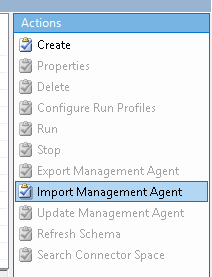 Actions
Create
Properties
Delete
Configure Run Profiles
Run
Stop
Export Management Agent
Import Management Agent
Update Management Agent
Refresh Schema
Search Connector Space